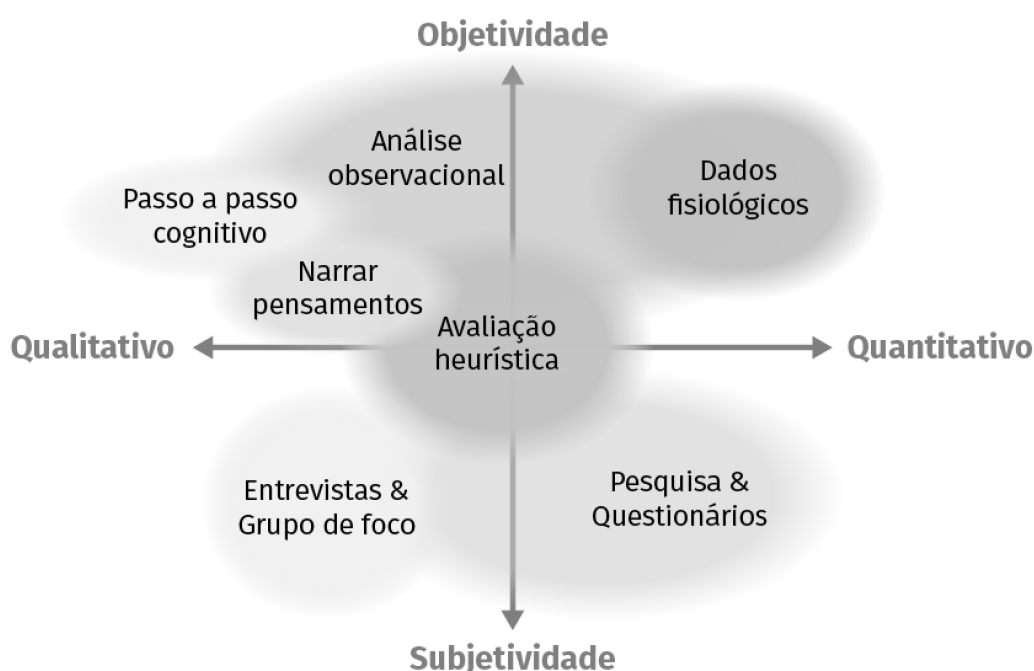 Objetividade
Análise
observacional
Dados
fisiológicos
Passo a passo
cognitivo
Narrar
pensamentos
Avaliação
heurística
Qualitativo
Quantitativo
Entrevistas &
Grupo de foco
Pesquisa &
Questionários
Subjetividade